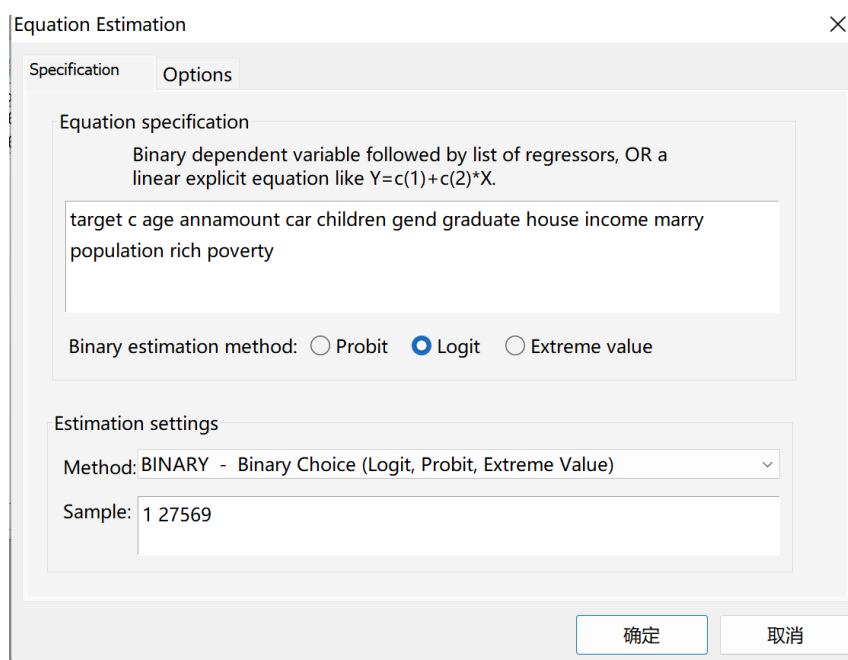 Equation Estimation
Specification
Options
Equation specification
Binary dependent variable followed by list of regressors, OR a
linear explicit equation like Y=c(1)+c(2)*X.
target c age annamount car children gend graduate house income marry
population rich poverty
Binary estimation method: Probit Logit Extreme value
Estimation settings
Method: BINARY - Binary Choice (Logit, Probit, Extreme Value)
Sample: 1 27569
确定 取消